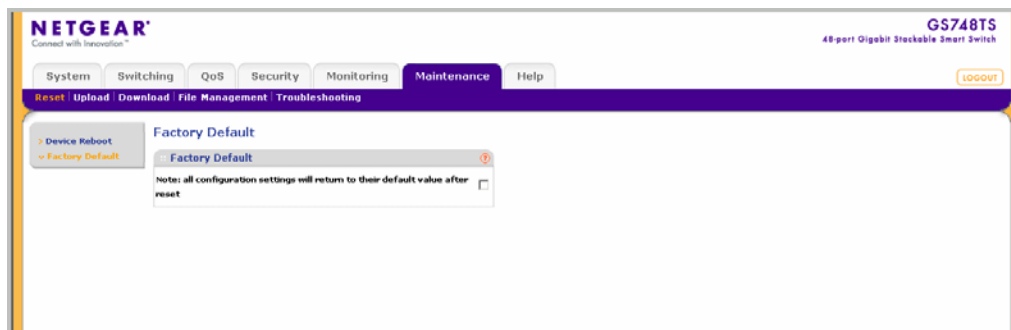 NETGEAR
Connect with Innovation™
GS748TS
48-port Gigabit Stackable Smart Switch
System Switching QoS Security Monitoring Maintenance Help
LOGOUT
Reset Upload Download File Management Troubleshooting
Device Reboot
Factory Default
Factory Default
Factory Default
Note: all configuration settings will return to their default value after
reset